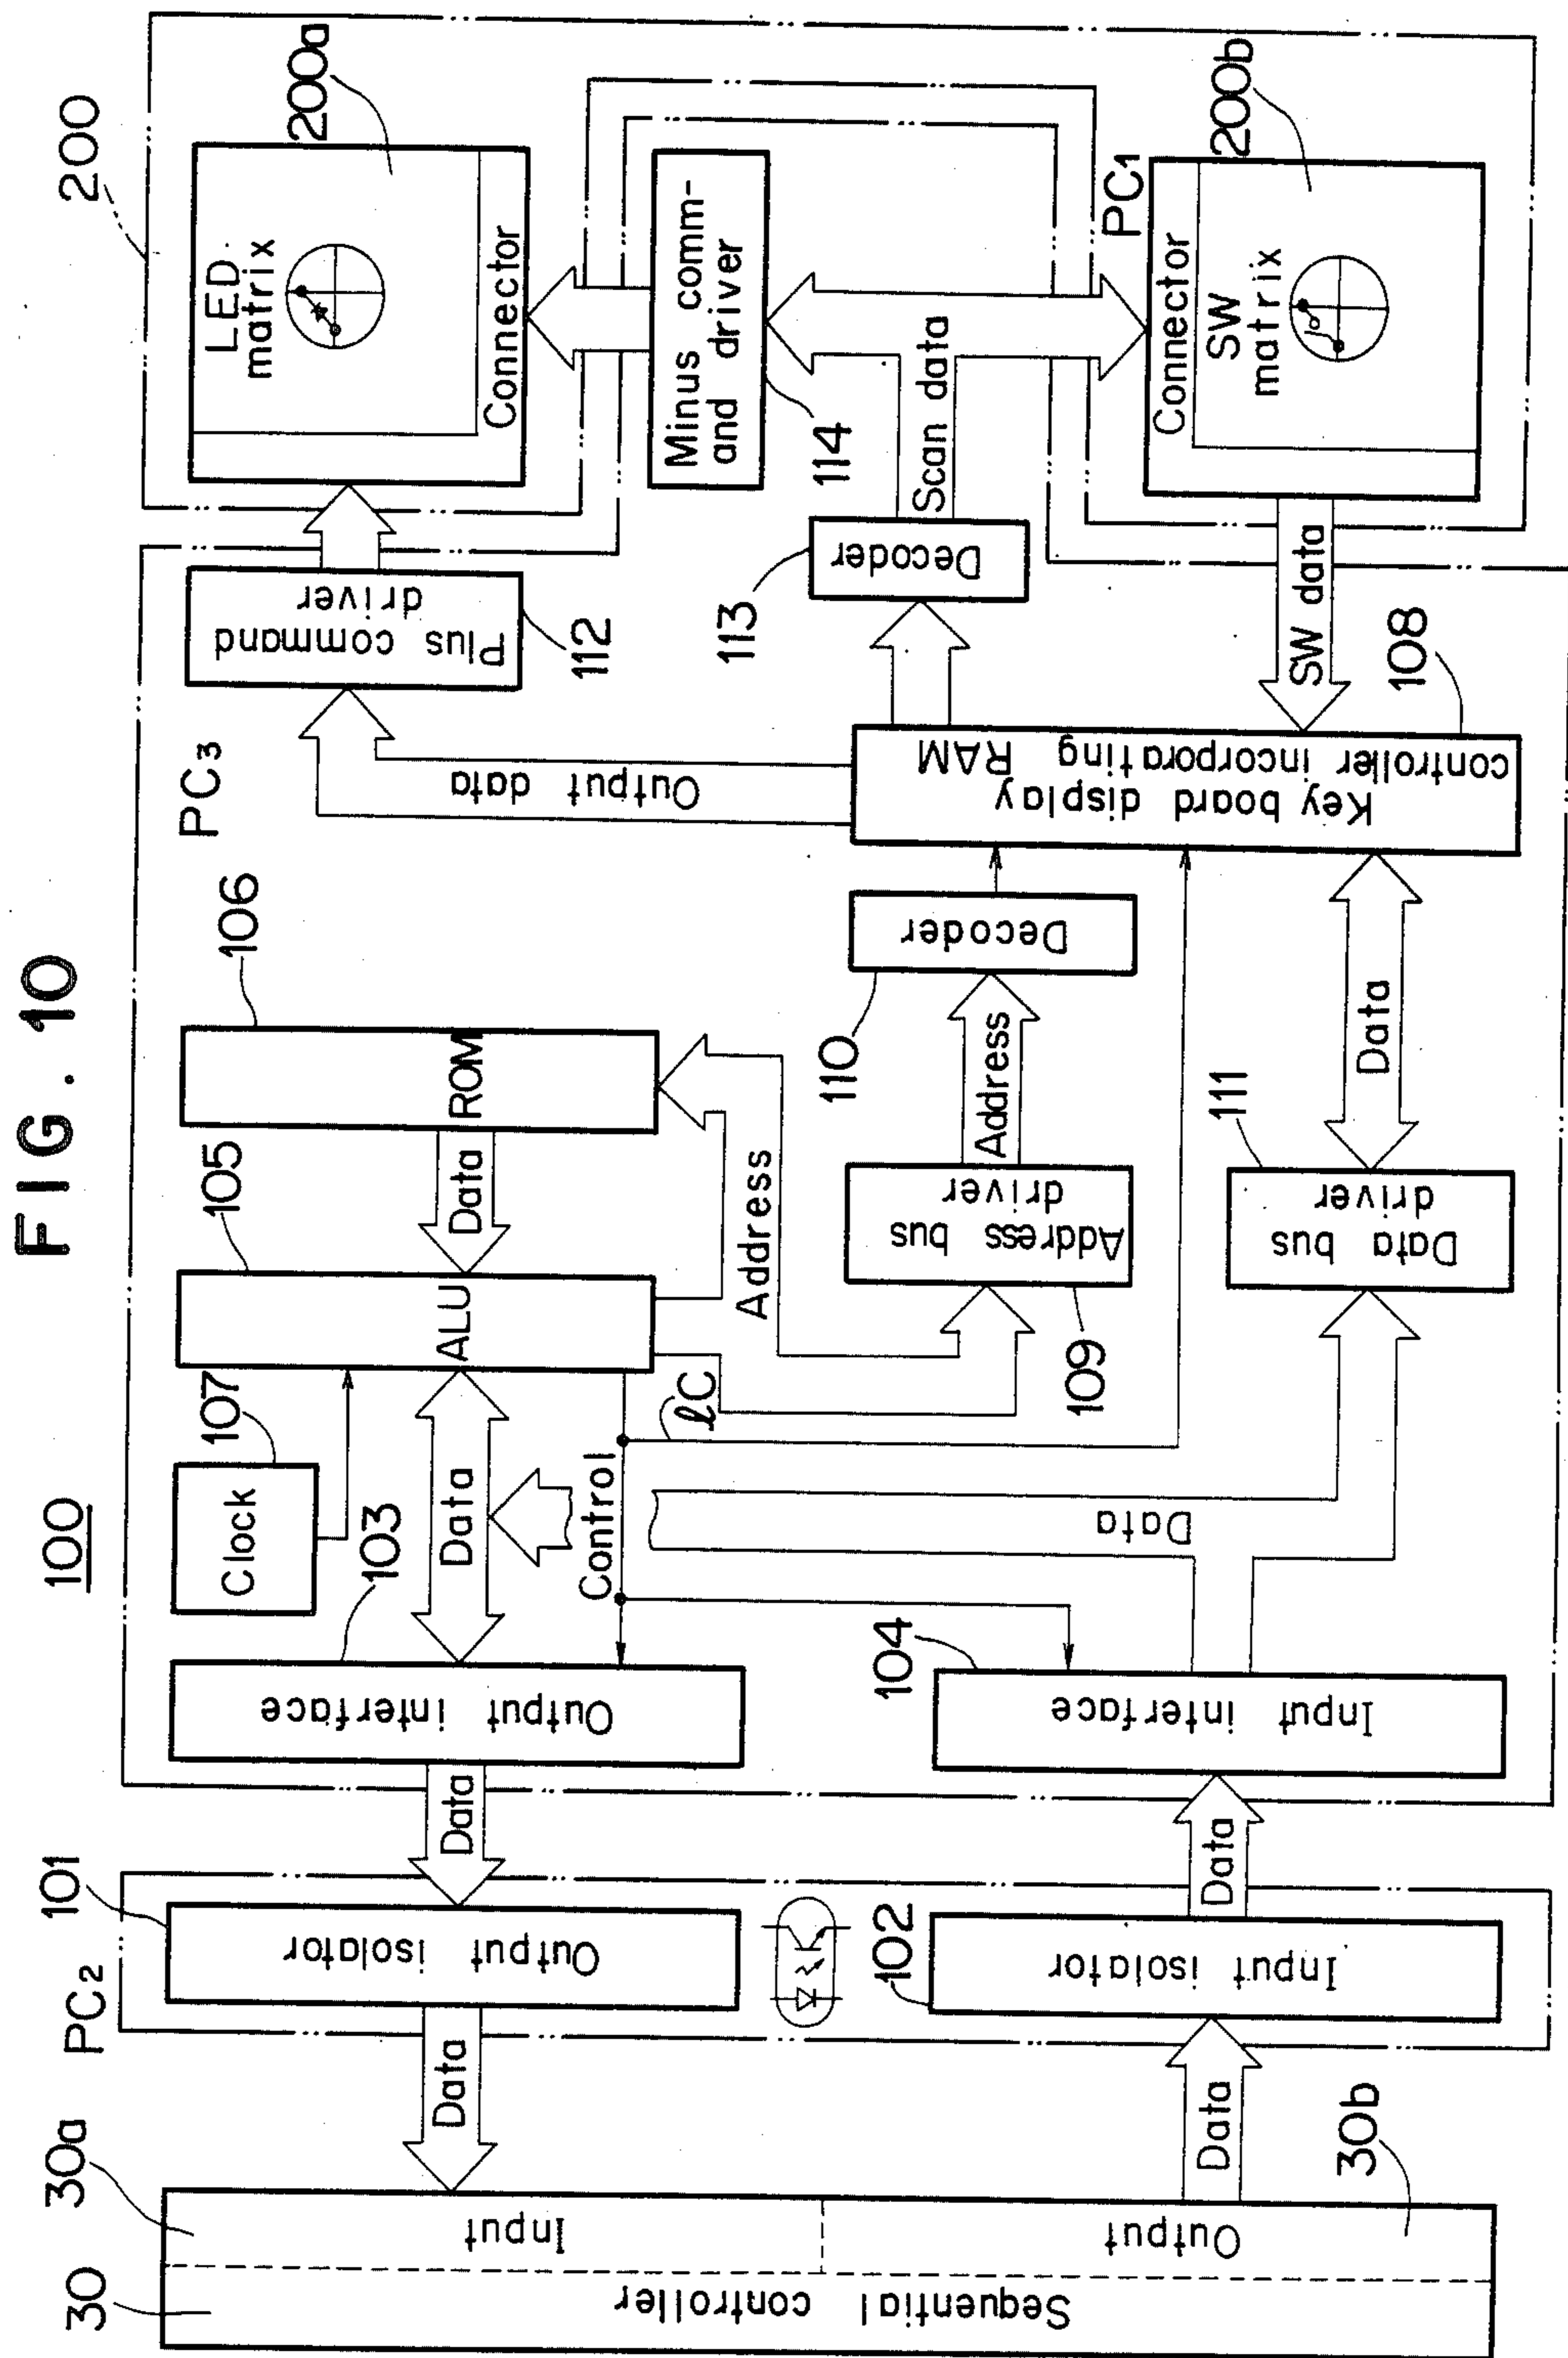 FIG. 10
100
200
30
30a
30b
Sequential
controller
Input
Output
PC2
101
Output isolator
102
Input isolator
Data
Data
Data
Data
PC3
103
Output interface
104
Input interface
Clock
107
Data
Control
Data
105
ALU
lC
Data
106
ROM
Address
109
Address bus
driver
Address
110
Decoder
111
Data bus
driver
Data
108
Key board display
controller incorporating RAM
Output data
SW data
112
Plus command
driver
113
Decoder
Scan data
114
Minus comm-
and driver
LED
matrix
Connector
200a
PC1
Connector
SW
matrix
200b